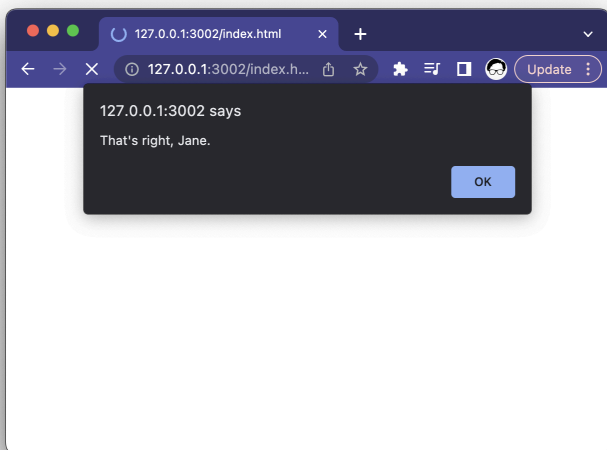 127.0.0.1:3002/index.html
127.0.0.1:3002/index.h...
Update
127.0.0.1:3002 says
That's right, Jane.
OK